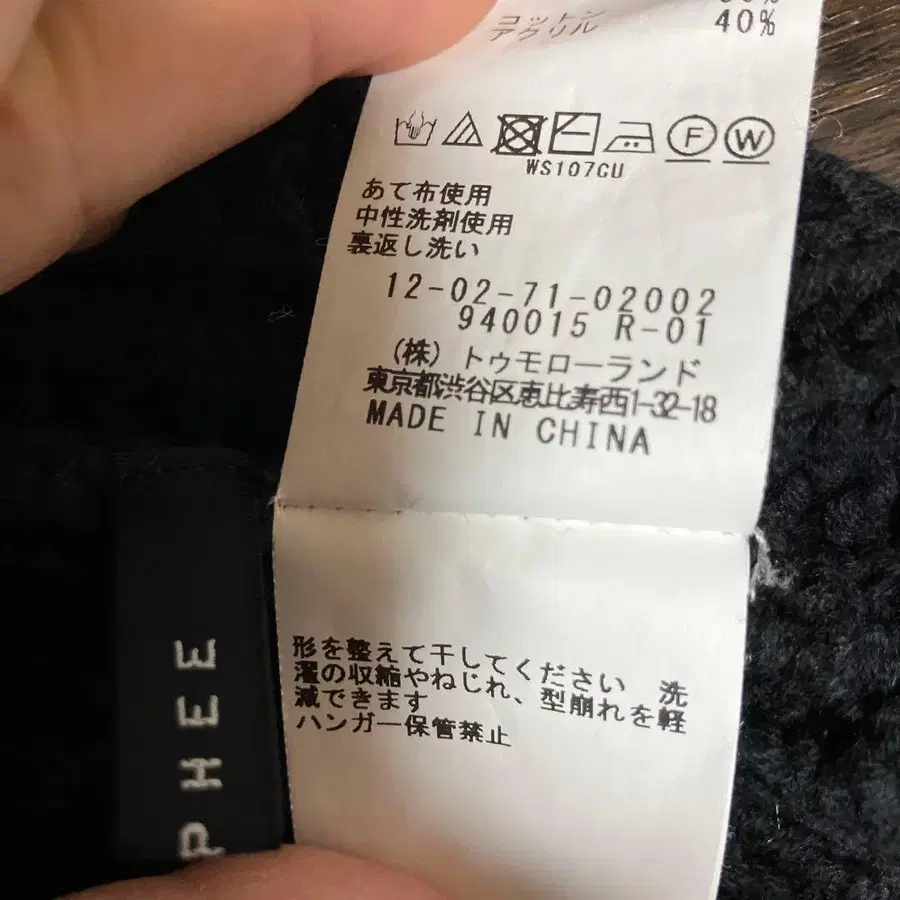 コットン
アクリル 40%
F W
WS107CU
あて布使用
中性洗剤使用
裏返し洗い
12-02-71-02002
940015 R-01
(株) トゥモローランド
東京都渋谷区恵比寿西1-32-18
MADE IN CHINA
形を整えて干してください 洗
濯の収縮やねじれ、型崩れを軽
減できます
ハンガー保管禁止
PHEE